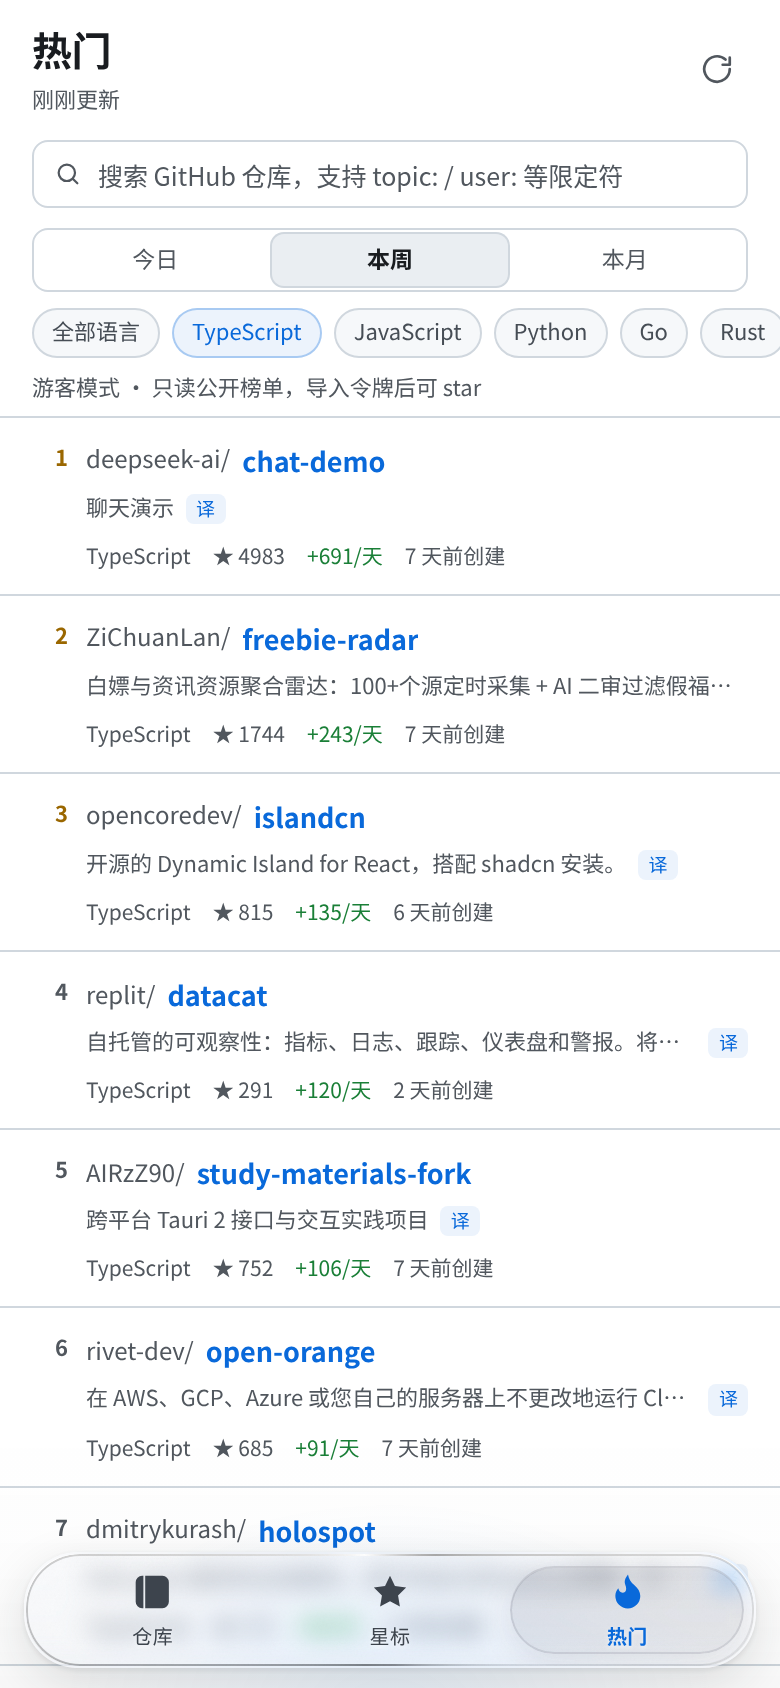 热门
刚刚更新
搜索 GitHub 仓库，支持 topic: / user: 等限定符
今日 本周 本月
全部语言 TypeScript JavaScript Python Go Rust
游客模式 · 只读公开榜单，导入令牌后可 star
1 deepseek-ai/ chat-demo
聊天演示 译
TypeScript ★ 4983 +691/天 7 天前创建
2 ZiChuanLan/ freebie-radar
白嫖与资讯资源聚合雷达：100+个源定时采集 + AI 二审过滤假福…
TypeScript ★ 1744 +243/天 7 天前创建
3 opencoredev/ islandcn
开源的 Dynamic Island for React，搭配 shadcn 安装。 译
TypeScript ★ 815 +135/天 6 天前创建
4 replit/ datacat
自托管的可观察性：指标、日志、跟踪、仪表盘和警报。将… 译
TypeScript ★ 291 +120/天 2 天前创建
5 AIRzZ90/ study-materials-fork
跨平台 Tauri 2 接口与交互实践项目 译
TypeScript ★ 752 +106/天 7 天前创建
6 rivet-dev/ open-orange
在 AWS、GCP、Azure 或您自己的服务器上不更改地运行 Cl… 译
TypeScript ★ 685 +91/天 7 天前创建
7 dmitrykurash/ holospot
仓库 星标 热门